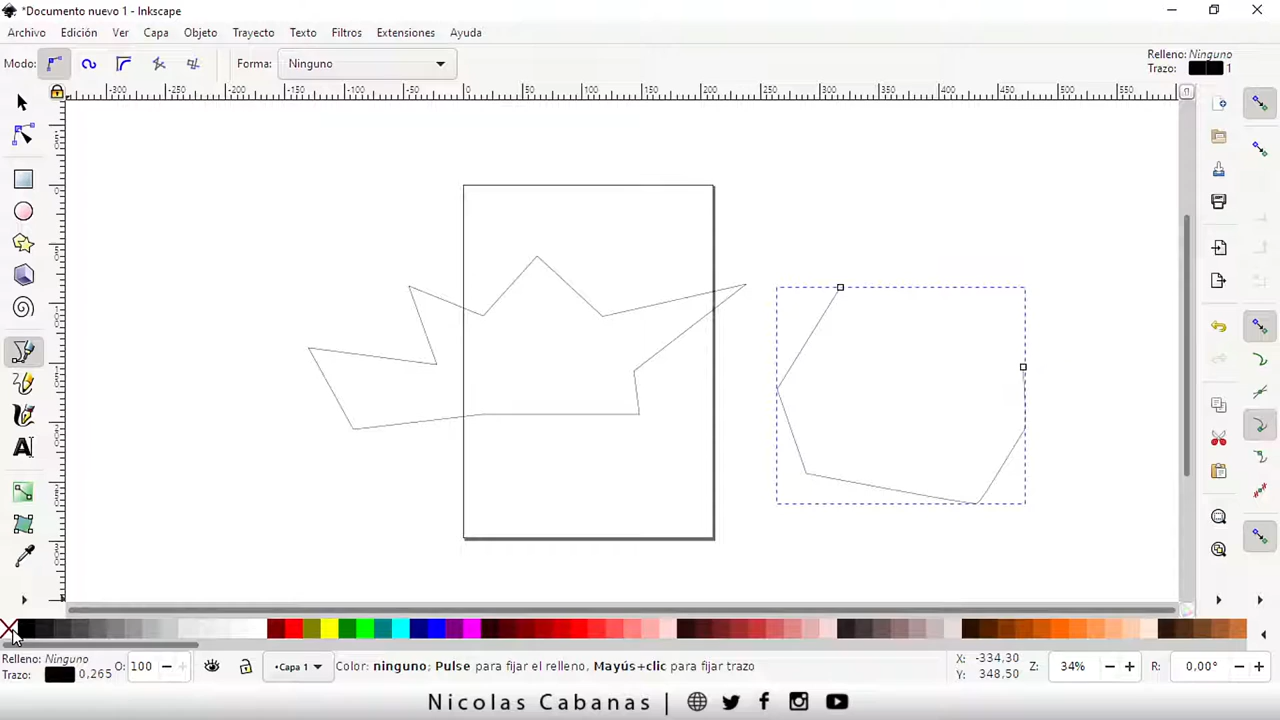 *Documento nuevo 1 - Inkscape
Archivo Edición Ver Capa Objeto Trayecto Texto Filtros Extensiones Ayuda
Modo: Forma: Ninguno
Relleno: Ninguno
Trazo: 1
-300 -250 -200 -150 -100 -50 0 50 100 150 200 250 300 350 400 450 500 550
Relleno: Ninguno
Trazo: 0,265
O: 100
•Capa 1
Color: ninguno; Pulse para fijar el relleno, Mayús+clic para fijar trazo
X: -334,30
Y: 348,50
Z: 34%
R: 0,00°
Nicolas Cabanas |